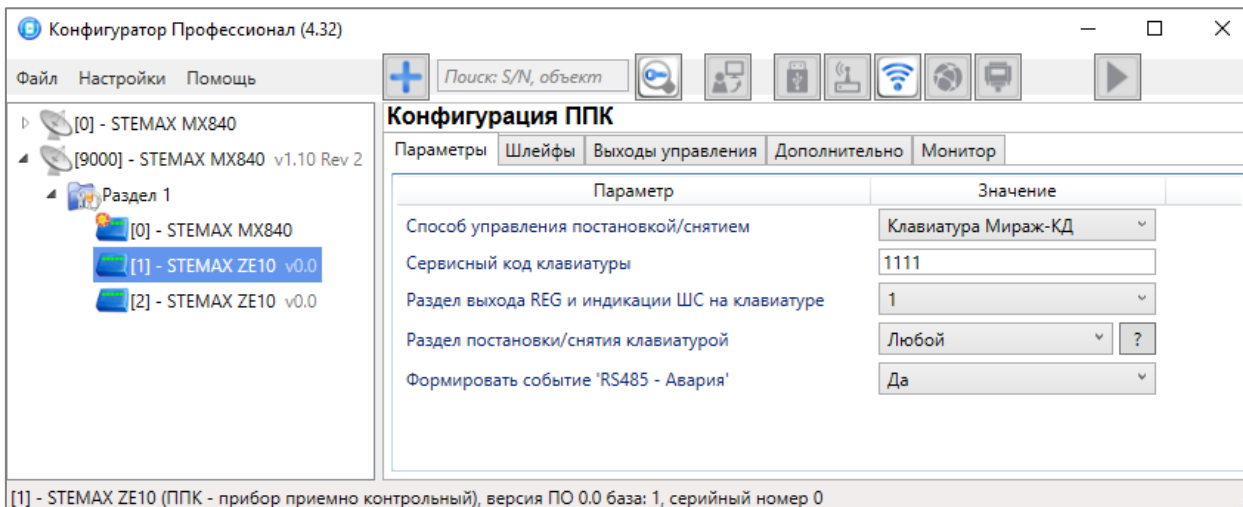 Конфигуратор Профессионал (4.32)
Файл Настройки Помощь
Поиск: S/N, объект
[0] - STEMAX MX840
[9000] - STEMAX MX840 v1.10 Rev 2
Раздел 1
[0] - STEMAX MX840
[1] - STEMAX ZE10 v0.0
[2] - STEMAX ZE10 v0.0
Конфигурация ППК
Параметры Шлейфы Выходы управления Дополнительно Монитор
Параметр Значение
Способ управления постановкой/снятием Клавиатура Мираж-КД
Сервисный код клавиатуры 1111
Раздел выхода REG и индикации ШС на клавиатуре 1
Раздел постановки/снятия клавиатурой Любой ?
Формировать событие 'RS485 - Авария' Да
[1] - STEMAX ZE10 (ППК - прибор приемно контрольный), версия ПО 0.0 база: 1, серийный номер 0